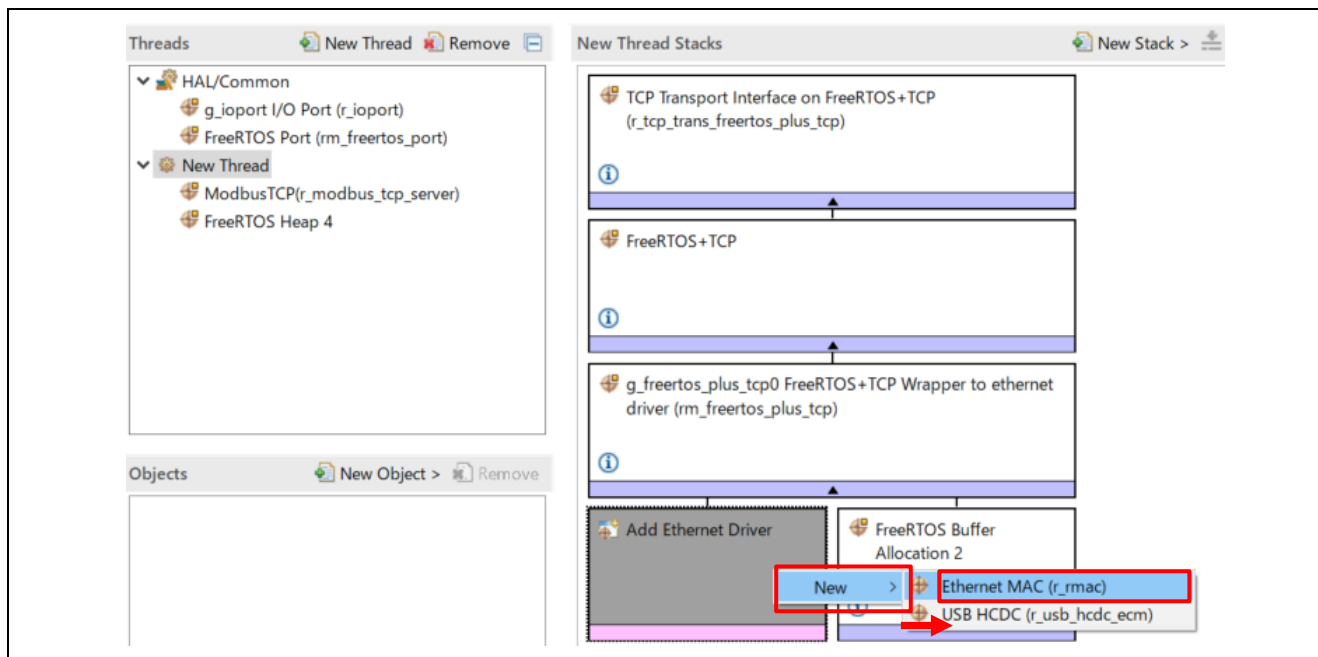 Threads
New Thread
Remove
HAL/Common
g_ioport I/O Port (r_ioport)
FreeRTOS Port (rm_freertos_port)
New Thread
ModbusTCP(r_modbus_tcp_server)
FreeRTOS Heap 4
Objects
New Object >
Remove
New Thread Stacks
New Stack >
TCP Transport Interface on FreeRTOS+TCP
(r_tcp_trans_freertos_plus_tcp)
FreeRTOS+TCP
g_freertos_plus_tcp0 FreeRTOS+TCP Wrapper to ethernet
driver (rm_freertos_plus_tcp)
Add Ethernet Driver
FreeRTOS Buffer
Allocation 2
New >
Ethernet MAC (r_rmac)
USB HCDC (r_usb_hcdc_ecm)